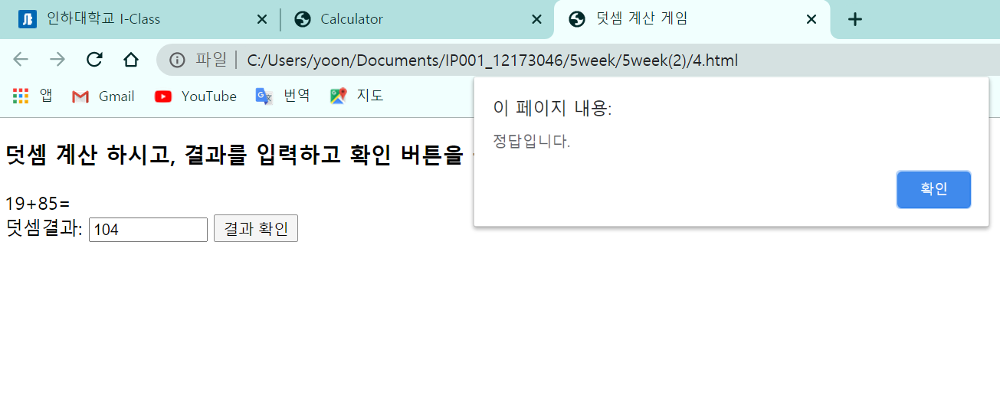 인하대학교 I-Class
Calculator
덧셈 계산 게임
파일 C:/Users/yoon/Documents/IP001_12173046/5week/5week(2)/4.html
앱 Gmail YouTube 번역 지도
이 페이지 내용:
정답입니다.
확인
덧셈 계산 하시고, 결과를 입력하고 확인 버튼을
19+85=
덧셈결과: 104 결과 확인